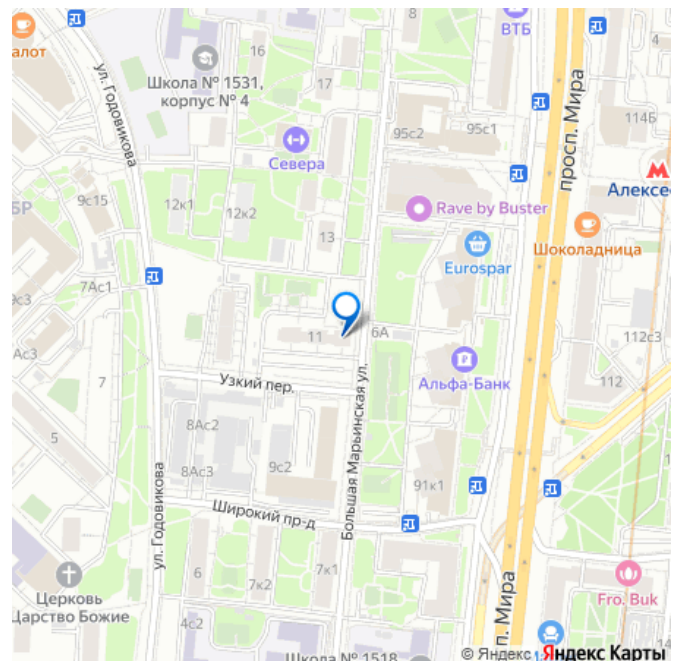 ВТБ
алот
ул. Годовикова
16
4
Школа № 1531,
корпус № 4
17
просп. Мира
114Б
95с2
95с1
Севера
Алексе
9с15
12к1
12к2
Rave by Buster
БР
13
Шоколадница
Eurospar
7Ас1
9с3
11
6А
112с3
Ас3
7
Узкий пер.
Альфа-Банк
112
8Ас2
5
8Ас3
9с2
91к1
Большая Марьинская ул.
Широкий пр-д
ул. Годовикова
6
7к2
7к1
Церковь
Царство Божие
Fro. Buk
4с2
п. Мира
Школа № 1518
© Яндекс Яндекс Карты